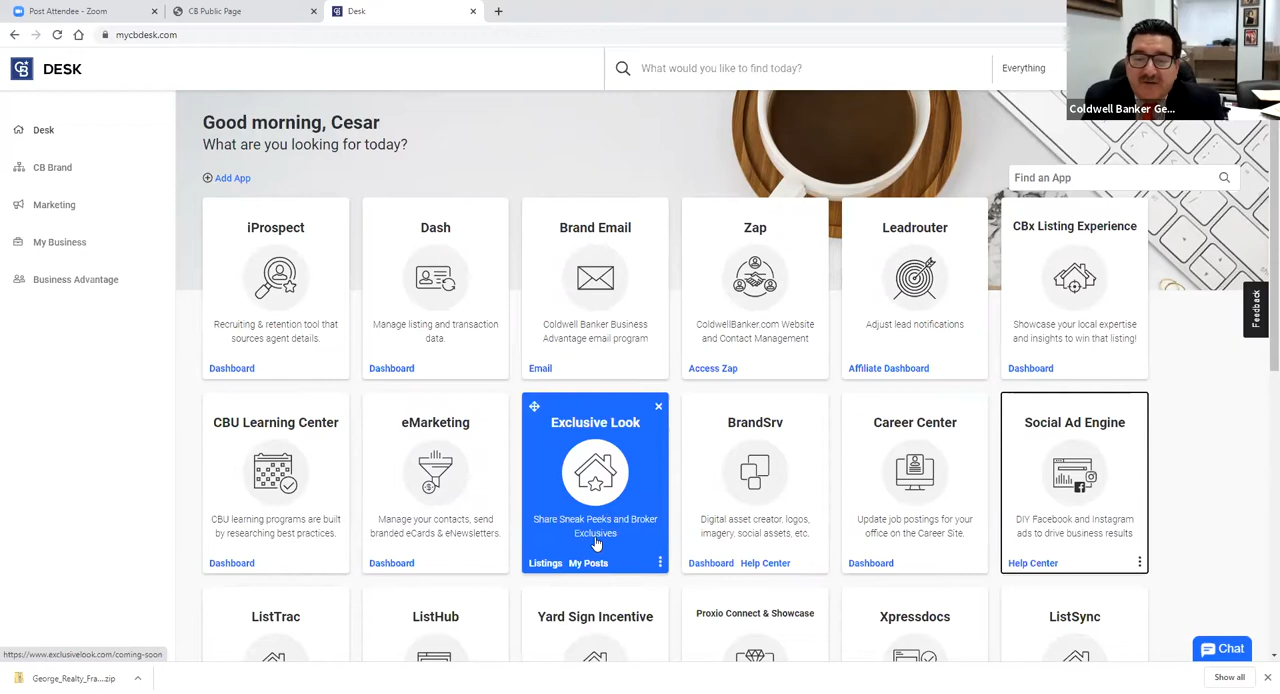 Post Attendee - Zoom
CB Public Page
Desk
mycbdesk.com
DESK
What would you like to find today?
Everything
Coldwell Banker Ge...
Desk
CB Brand
Marketing
My Business
Business Advantage
Good morning, Cesar
What are you looking for today?
Add App
Find an App
iProspect
Recruiting & retention tool that
sources agent details.
Dashboard
Dash
Manage listing and transaction
data.
Dashboard
Brand Email
Coldwell Banker Business
Advantage email program
Email
Zap
ColdwellBanker.com Website
and Contact Management
Access Zap
Leadrouter
Adjust lead notifications
Affiliate Dashboard
CBx Listing Experience
Showcase your local expertise
and insights to win that listing!
Dashboard
Feedback
CBU Learning Center
CBU learning programs are built
by researching best practices.
Dashboard
eMarketing
Manage your contacts, send
branded eCards & eNewsletters.
Dashboard
Exclusive Look
Share Sneak Peeks and Broker
Exclusives
Listings My Posts
BrandSrv
Digital asset creator, logos,
imagery, social assets, etc.
Dashboard Help Center
Career Center
Update job postings for your
office on the Career Site.
Dashboard
Social Ad Engine
DIY Facebook and Instagram
ads to drive business results
Help Center
ListTrac
ListHub
Yard Sign Incentive
Proxio Connect & Showcase
Xpressdocs
ListSync
Chat
https://www.exclusivelook.com/coming-soon
George_Realty_Fra....zip
Show all